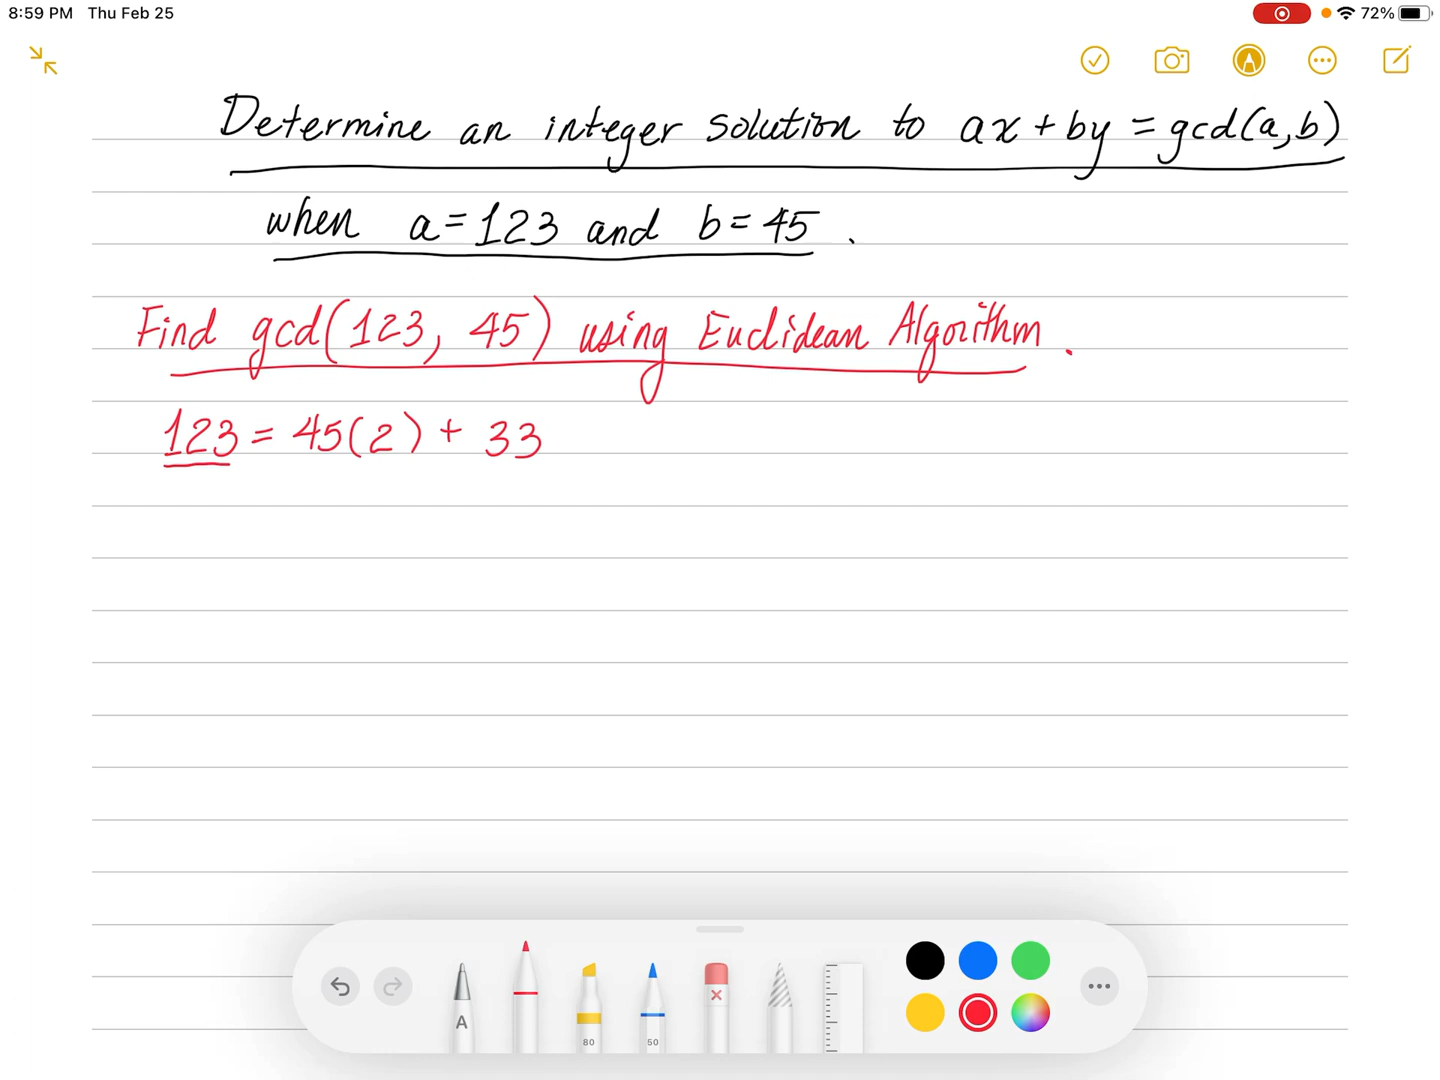 8:59 PM Thu Feb 25 72%
Determine an integer solution to ax + by = gcd(a,b)
when a = 123 and b = 45 .
Find gcd(123, 45) using Euclidean Algorithm .
123 = 45(2) + 33
A
80
50